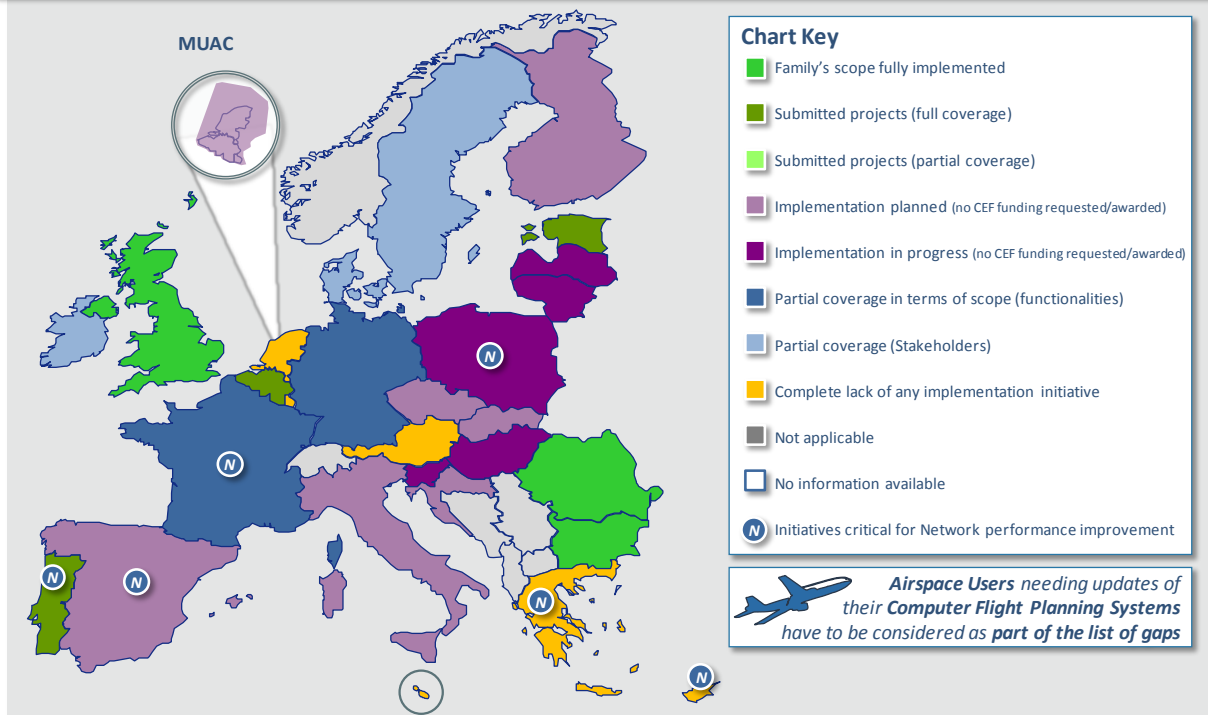 MUAC
N
N
N
N
N
N
Chart Key
Family's scope fully implemented
Submitted projects (full coverage)
Submitted projects (partial coverage)
Implementation planned (no CEF funding requested/awarded)
Implementation in progress (no CEF funding requested/awarded)
Partial coverage in terms of scope (functionalities)
Partial coverage (Stakeholders)
Complete lack of any implementation initiative
Not applicable
No information available
N Initiatives critical for Network performance improvement
Airspace Users needing updates of
their Computer Flight Planning Systems
have to be considered as part of the list of gaps